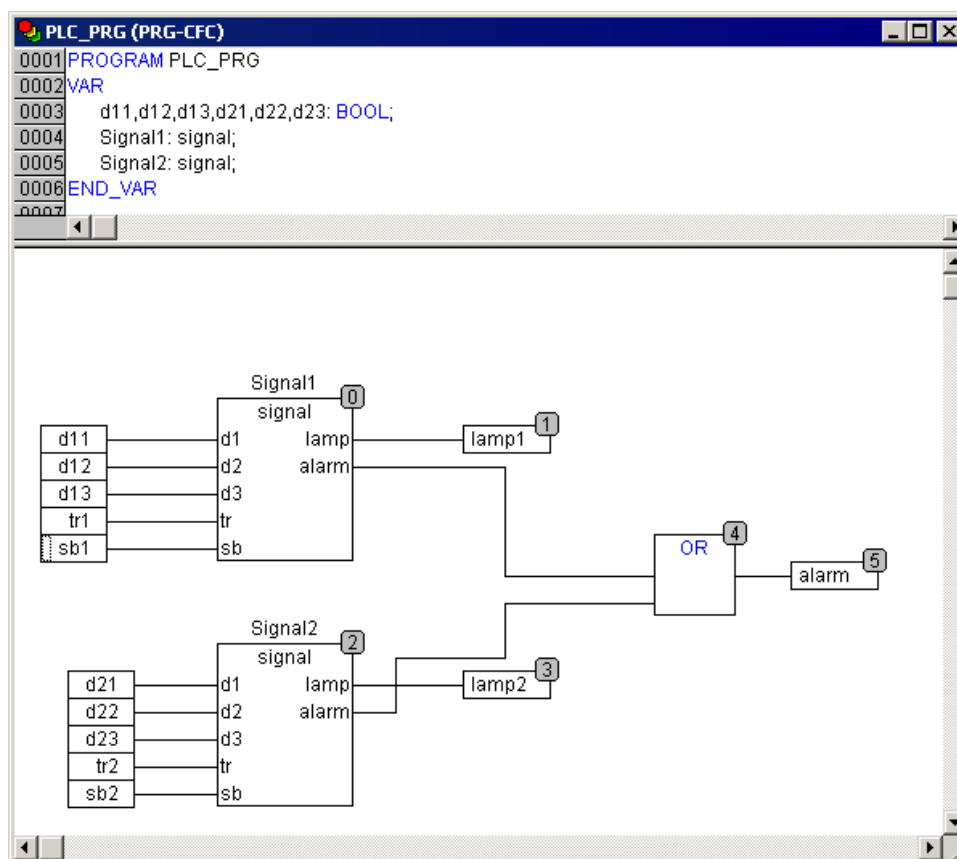 PLC_PRG (PRG-CFC)
0001 PROGRAM PLC_PRG
0002 VAR
0003 d11,d12,d13,d21,d22,d23: BOOL;
0004 Signal1: signal;
0005 Signal2: signal;
0006 END_VAR
0007
Signal1
0
signal
1
d11 d1 lamp lamp1
d12 d2 alarm
d13 d3
tr1 tr
sb1 sb
4
OR
5
alarm
Signal2
2
signal
3
d21 d1 lamp lamp2
d22 d2 alarm
d23 d3
tr2 tr
sb2 sb